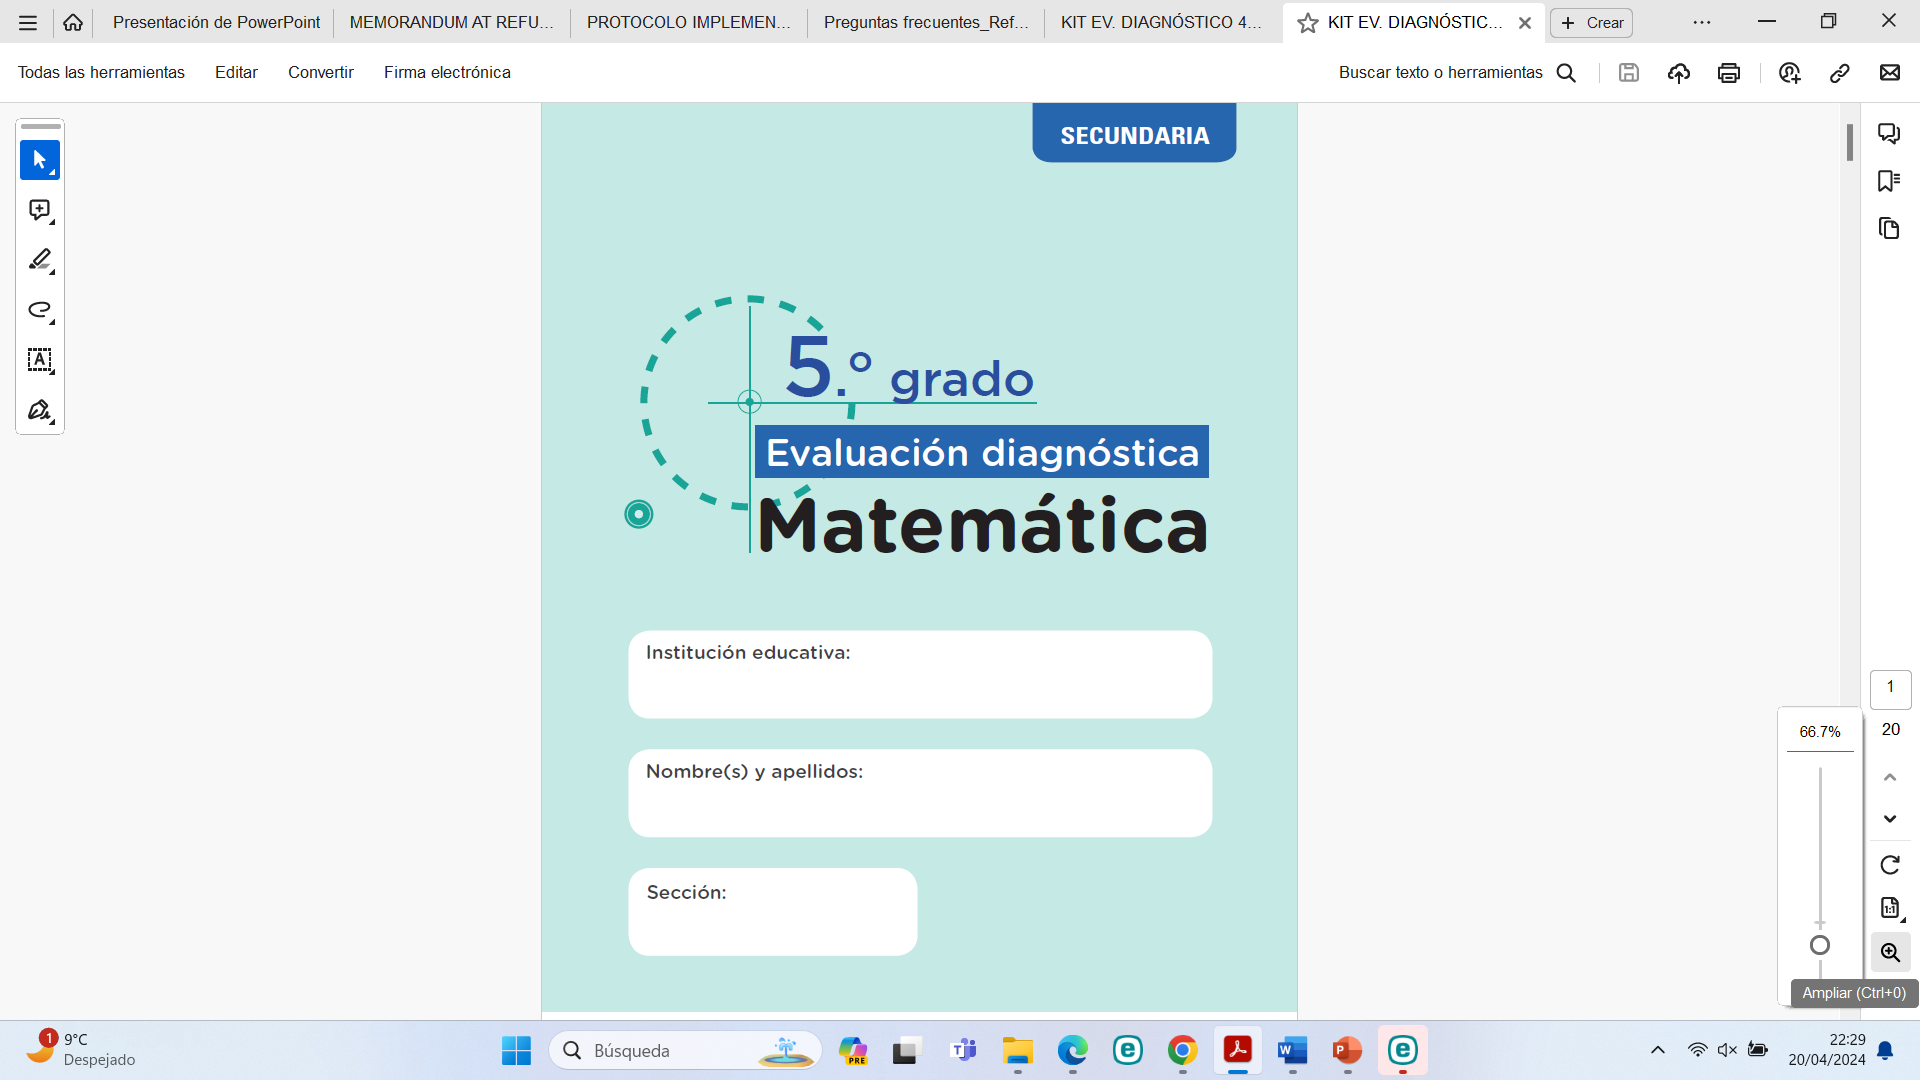 Presentación de PowerPoint
MEMORANDUM AT REFU...
PROTOCOLO IMPLEMEN...
Preguntas frecuentes_Ref...
KIT EV. DIAGNÓSTICO 4...
KIT EV. DIAGNÓSTIC...
Crear
Todas las herramientas
Editar
Convertir
Firma electrónica
Buscar texto o herramientas
SECUNDARIA
5.º grado
Evaluación diagnóstica
Matemática
Institución educativa:
Nombre(s) y apellidos:
Sección:
1
20
66.7%
Ampliar (Ctrl+0)
1
9°C
Despejado
Búsqueda
PRE
22:29
20/04/2024